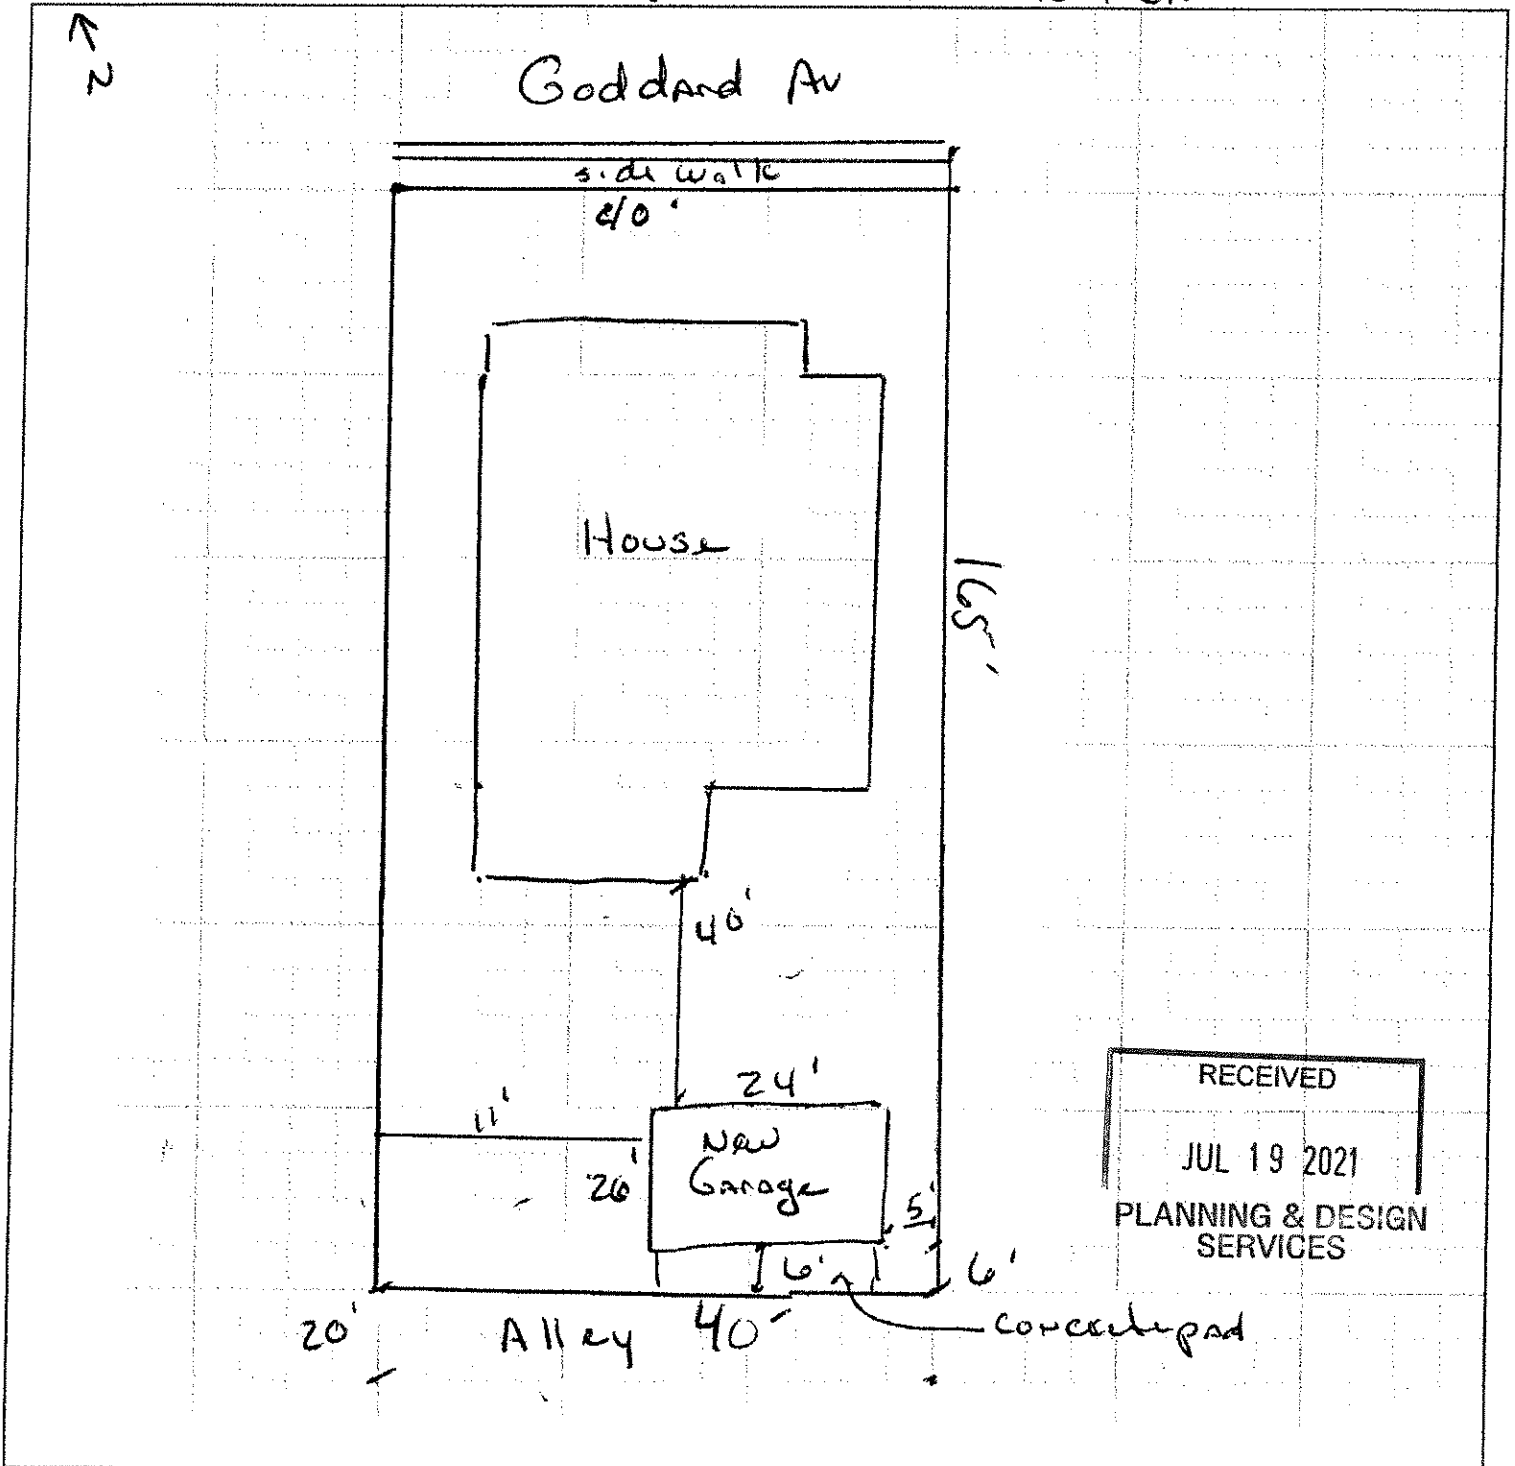 N
Goddard Av
side walk
40'
House
165'
40'
24'
11'
New
Garage
26'
5'
6'
6'
20'
Alley
40'
concrete pad
RECEIVED
JUL 19 2021
PLANNING & DESIGN
SERVICES